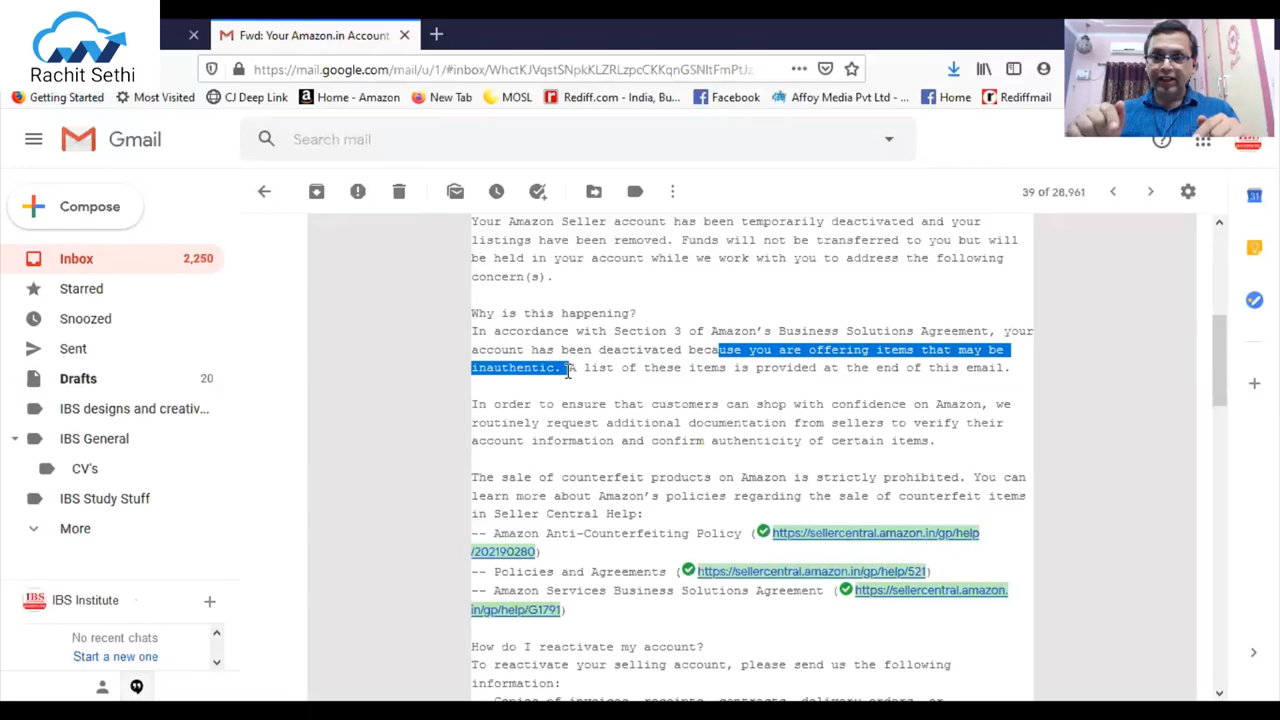 Rachit Sethi
Fwd: Your Amazon.in Account
https://mail.google.com/mail/u/1/#inbox/WhctKJVqstSNpkKLZRLzpcCKKqnGSNItFmPtJz
Getting Started
Most Visited
CJ Deep Link
Home - Amazon
New Tab
MOSL
Rediff.com - India, Bu...
Facebook
Affoy Media Pvt Ltd - ...
Home
Rediffmail
Gmail
Search mail
Compose
39 of 28,961
Inbox 2,250
Starred
Snoozed
Sent
Drafts 20
IBS designs and creativ...
IBS General
CV's
IBS Study Stuff
More
IBS Institute
No recent chats
Start a new one
Your Amazon Seller account has been temporarily deactivated and your
listings have been removed. Funds will not be transferred to you but will
be held in your account while we work with you to address the following
concern(s).
Why is this happening?
In accordance with Section 3 of Amazon's Business Solutions Agreement, your
account has been deactivated because you are offering items that may be
inauthentic. A list of these items is provided at the end of this email.
In order to ensure that customers can shop with confidence on Amazon, we
routinely request additional documentation from sellers to verify their
account information and confirm authenticity of certain items.
The sale of counterfeit products on Amazon is strictly prohibited. You can
learn more about Amazon's policies regarding the sale of counterfeit items
in Seller Central Help:
-- Amazon Anti-Counterfeiting Policy (https://sellercentral.amazon.in/gp/help
/202190280)
-- Policies and Agreements (https://sellercentral.amazon.in/gp/help/521)
-- Amazon Services Business Solutions Agreement (https://sellercentral.amazon.
in/gp/help/G1791)
How do I reactivate my account?
To reactivate your selling account, please send us the following
information:
-- Copies of invoices, receipts, contracts, delivery orders, or